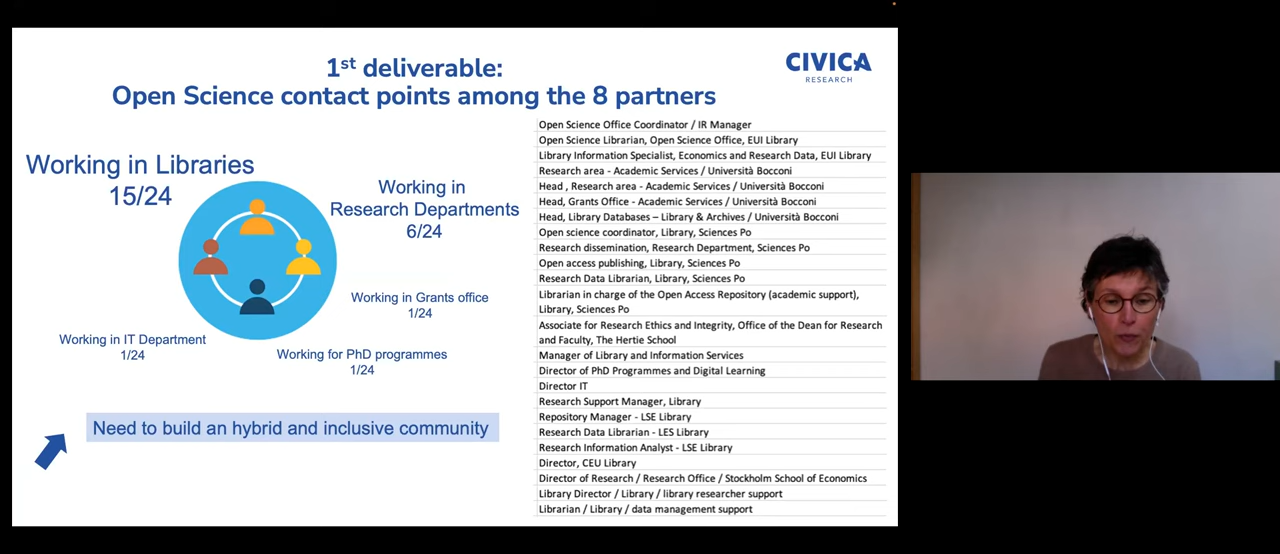 1st deliverable:
Open Science contact points among the 8 partners
CIVICA
RESEARCH
Working in Libraries
15/24
Working in
Research Departments
6/24
Working in Grants office
1/24
Working in IT Department
1/24
Working for PhD programmes
1/24
Need to build an hybrid and inclusive community
Open Science Office Coordinator / IR Manager
Open Science Librarian, Open Science Office, EUI Library
Library Information Specialist, Economics and Research Data, EUI Library
Research area - Academic Services / Università Bocconi
Head , Research area - Academic Services / Università Bocconi
Head, Grants Office - Academic Services / Università Bocconi
Head, Library Databases – Library & Archives / Università Bocconi
Open science coordinator, Library, Sciences Po
Research dissemination, Research Department, Sciences Po
Open access publishing, Library, Sciences Po
Research Data Librarian, Library, Sciences Po
Librarian in charge of the Open Access Repository (academic support),
Library, Sciences Po
Associate for Research Ethics and Integrity, Office of the Dean for Research
and Faculty, The Hertie School
Manager of Library and Information Services
Director of PhD Programmes and Digital Learning
Director IT
Research Support Manager, Library
Repository Manager - LSE Library
Research Data Librarian - LES Library
Research Information Analyst - LSE Library
Director, CEU Library
Director of Research / Research Office / Stockholm School of Economics
Library Director / Library / library researcher support
Librarian / Library / data management support